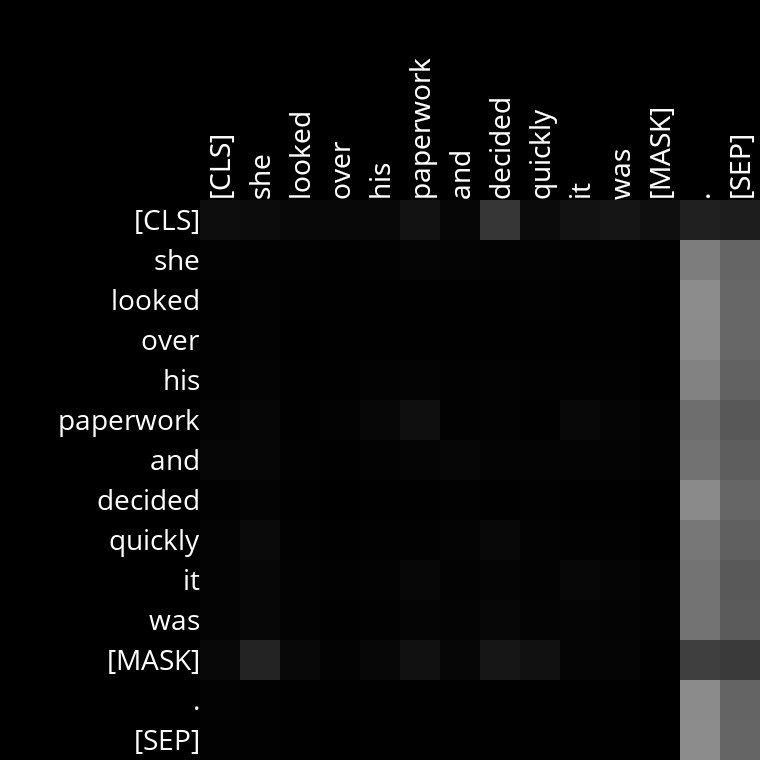 [CLS] she looked over his paperwork and decided quickly it was [MASK] . [SEP]
[CLS]
she
looked
over
his
paperwork
and
decided
quickly
it
was
[MASK]
.
[SEP]